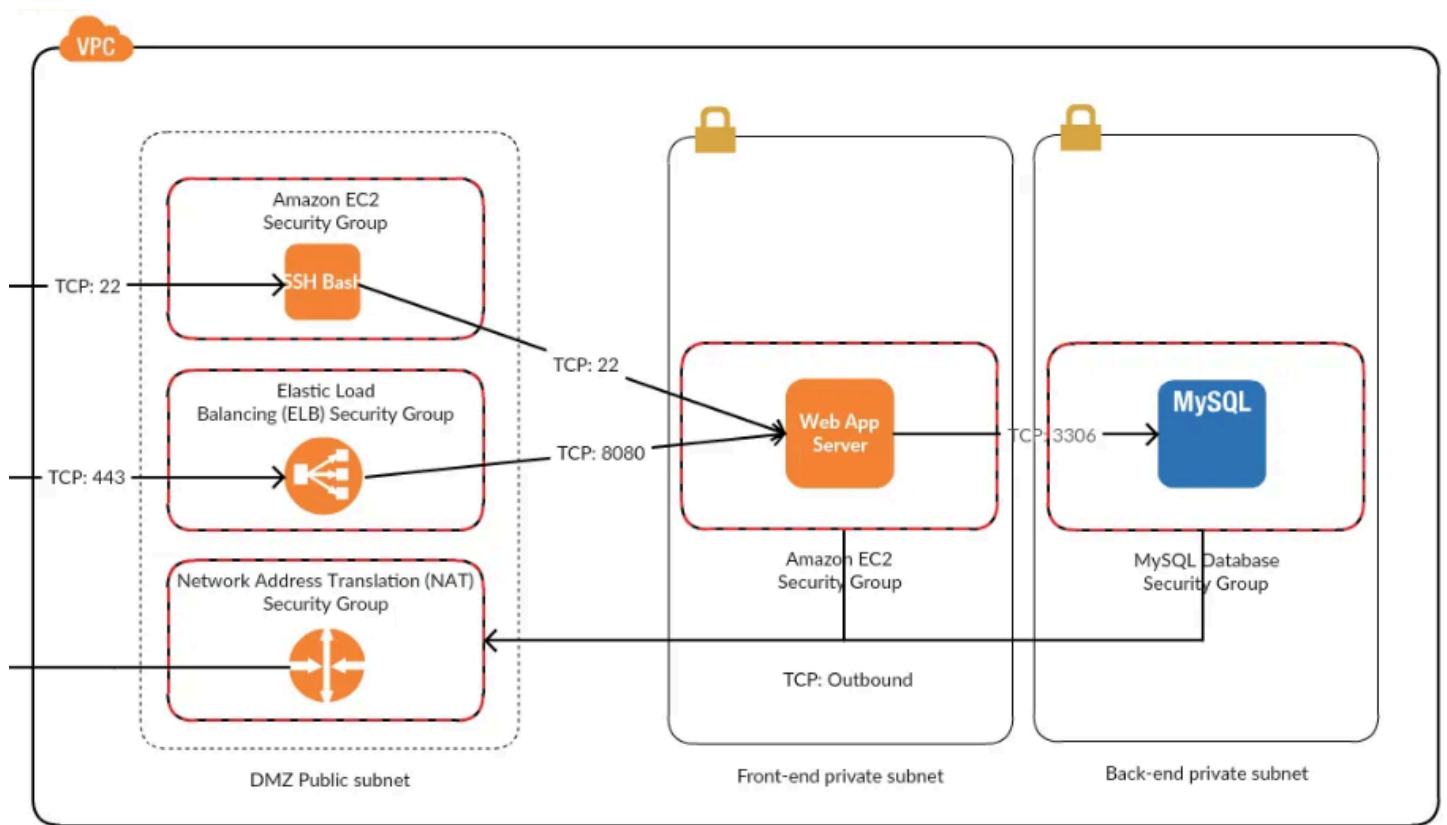 VPC
Amazon EC2
Security Group
SSH Bast
TCP: 22
TCP: 22
Elastic Load
Balancing (ELB) Security Group
TCP: 443
TCP: 8080
Web App
Server
TCP: 3306
MySQL
Amazon EC2
Security Group
MySQL Database
Security Group
Network Address Translation (NAT)
Security Group
TCP: Outbound
DMZ Public subnet
Front-end private subnet
Back-end private subnet